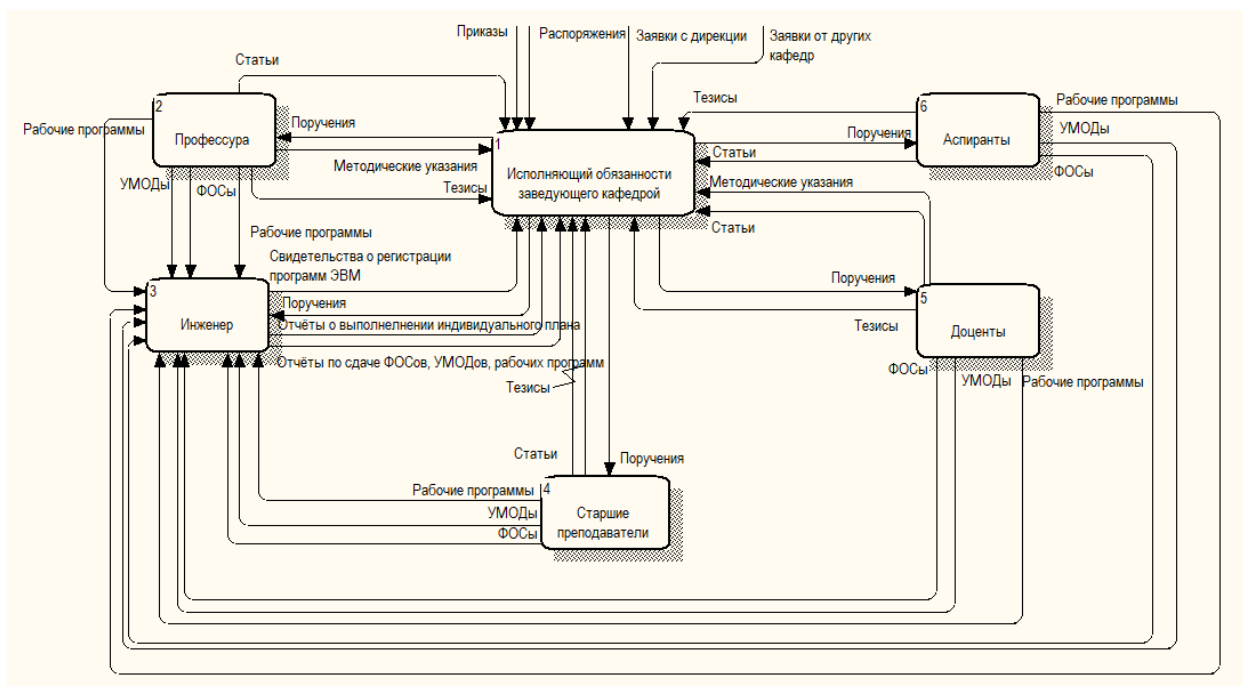 Приказы
Распоряжения
Заявки с дирекции
Заявки от других
кафедр
Статьи
Тезисы
Рабочие программы
2
Профессура
Рабочие программы
Поручения
1
Исполняющий обязанности
заведующего кафедрой
Поручения
6
Аспиранты
УМОДы
Методические указания
Статьи
ФОСы
УМОДы
ФОСы
Тезисы
Методические указания
Статьи
Рабочие программы
Свидетельства о регистрации
программ ЭВМ
3
Инженер
Поручения
Отчёты о выполнелнении индивидуального плана
Поручения
5
Доценты
Тезисы
Отчёты по сдаче ФОСов, УМОДов, рабочих программ
ФОСы
УМОДы
Рабочие программы
Тезисы
Статьи
Поручения
Рабочие программы
4
Старшие
преподаватели
УМОДы
ФОСы